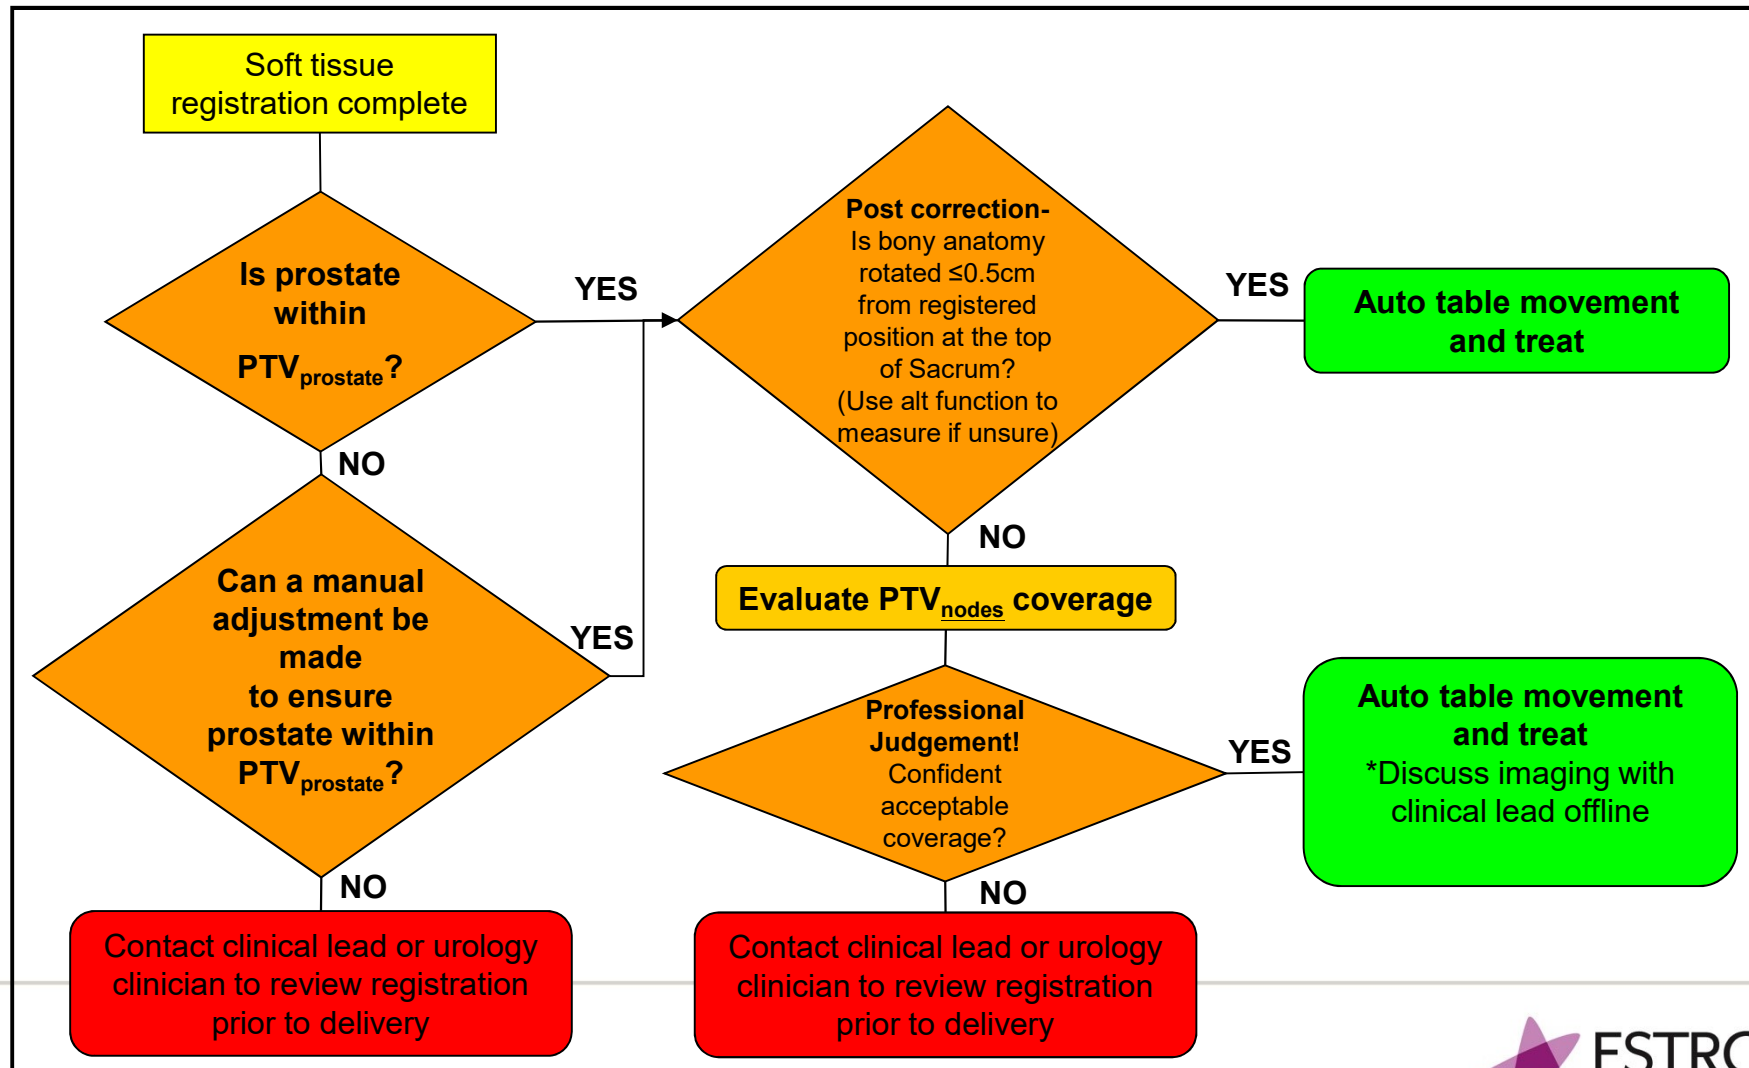 Soft tissue
registration complete
Is prostate
within
PTVprostate?
YES
NO
Can a manual
adjustment be
made
to ensure
prostate within
PTVprostate?
YES
NO
Contact clinical lead or urology
clinician to review registration
prior to delivery
Post correction-
Is bony anatomy
rotated ≤0.5cm
from registered
position at the top
of Sacrum?
(Use alt function to
measure if unsure)
YES
Auto table movement
and treat
NO
Evaluate PTVnodes coverage
Professional
Judgement!
Confident
acceptable
coverage?
YES
Auto table movement
and treat
*Discuss imaging with
clinical lead offline
NO
Contact clinical lead or urology
clinician to review registration
prior to delivery